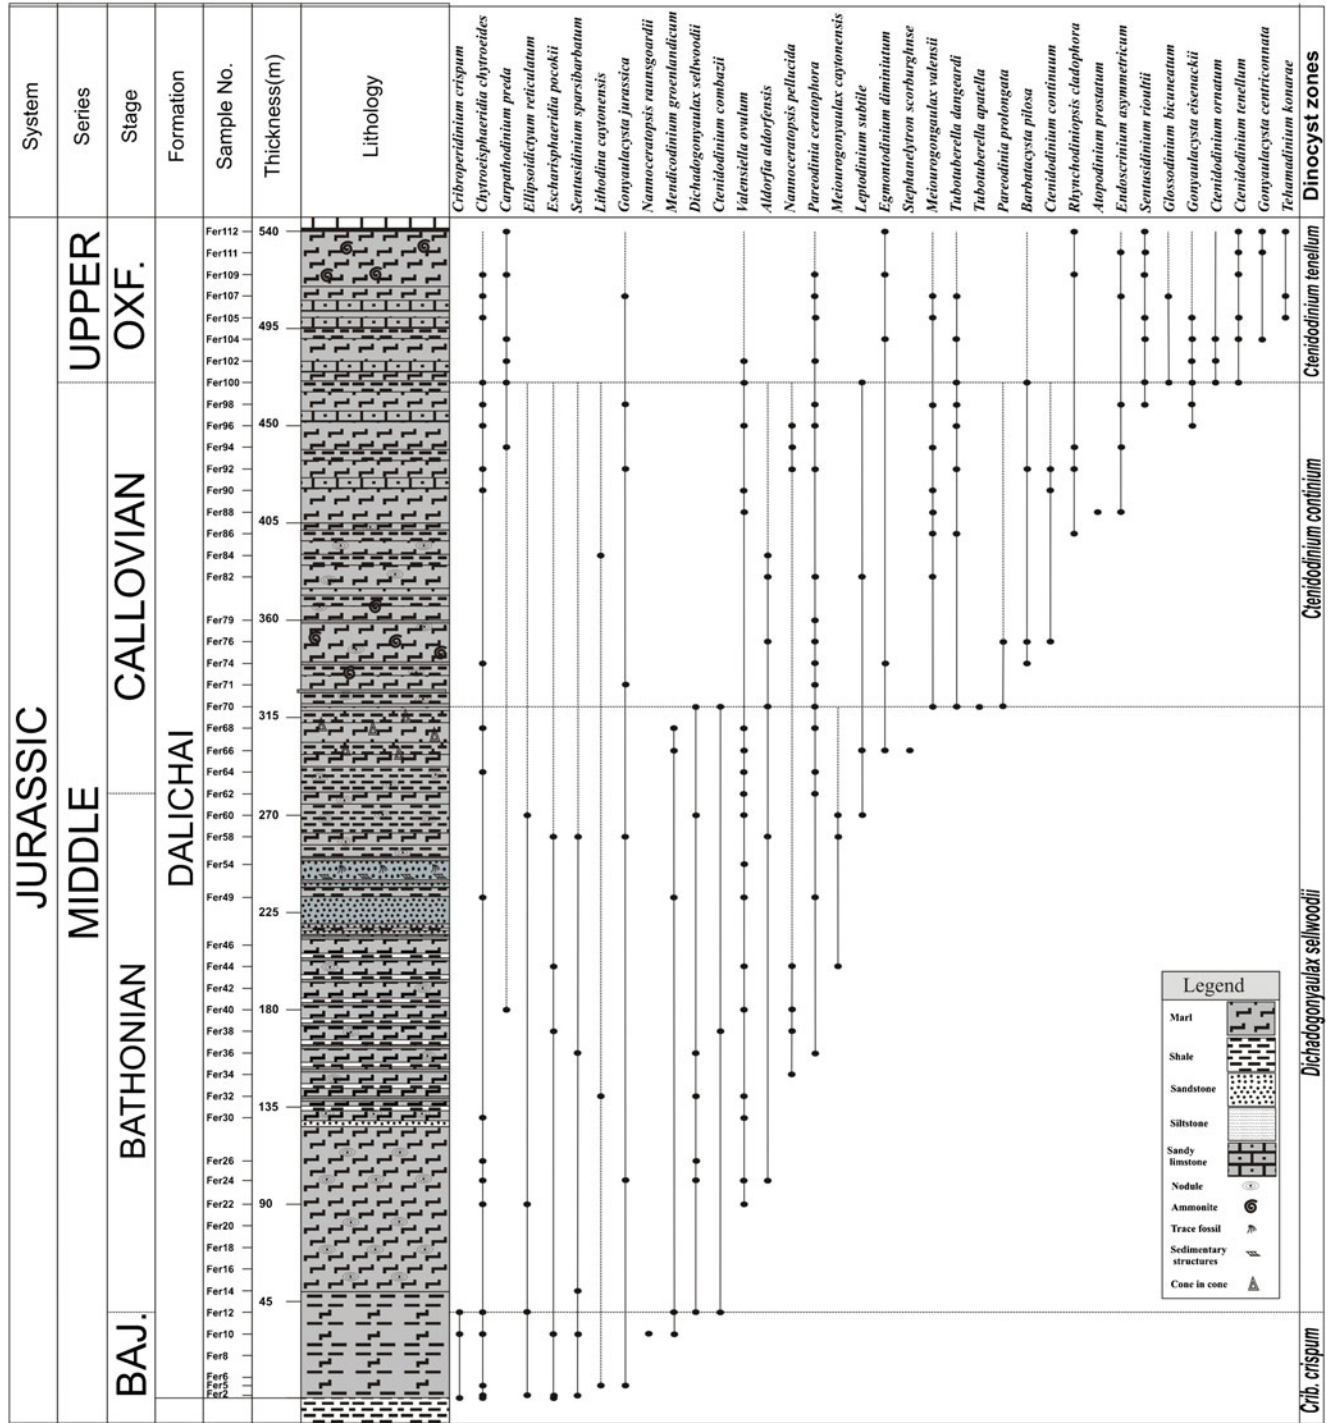 System
Series
Stage
Formation
Sample No.
Thickness(m)
Lithology
Cribroperidinium crispum
Chytroeisphaeridia chytroeides
Carpathodinium preda
Ellipsoidictyum reticulatum
Escharisphaeridia pocockii
Sentusidinium sparsibarbatum
Lithodina caytonensis
Gonyaulacysta jurassica
Nannoceratopsis raunsgaardii
Mendicodinium groenlandicum
Dichadogonyaulax sellwoodii
Ctenidodinium combazii
Valensiella ovulum
Aldorfia aldorfensis
Nannoceratopsis pellucida
Pareodinia ceratophora
Meiourogonyaulax caytonensis
Leptodinium subtile
Egmontodinium diminiutum
Stephanelytron scorburghnse
Meiourongaulax valensii
Tubotuberella dangeardi
Tubotuberella apatella
Pareodinia prolongata
Barbatacysta pilosa
Ctenidodinium continuum
Rhynchodiniopsis cladophora
Atopodinium prostatum
Endoscrinium asymmetricum
Sentusidinium rioultii
Glossodinium bicuneatum
Gonyaulacysta eisenackii
Ctenidodinium ornatum
Ctenidodinium tenellum
Gonyaulacysta centriconnata
Tehamadinium konarae
Dinocyst zones
JURASSIC
UPPER
MIDDLE
OXF.
CALLOVIAN
BATHONIAN
BAJ.
DALICHAI
Fer112
Fer111
Fer109
Fer107
Fer105
Fer104
Fer102
Fer100
Fer98
Fer96
Fer94
Fer92
Fer90
Fer88
Fer86
Fer84
Fer82
Fer79
Fer76
Fer74
Fer71
Fer70
Fer68
Fer66
Fer64
Fer62
Fer60
Fer58
Fer54
Fer49
Fer46
Fer44
Fer42
Fer40
Fer38
Fer36
Fer34
Fer32
Fer30
Fer26
Fer24
Fer22
Fer20
Fer18
Fer16
Fer14
Fer12
Fer10
Fer8
Fer6
Fer5
Fer2
540
495
450
405
360
315
270
225
180
135
90
45
Ctenidodinium tenellum
Ctenidodinium continium
Dichadogonyaulax sellwoodii
Crib. crispum
Legend
Marl
Shale
Sandstone
Siltstone
Sandy
limstone
Nodule
Ammonite
Trace fossil
Sedimentary
structures
Cone in cone